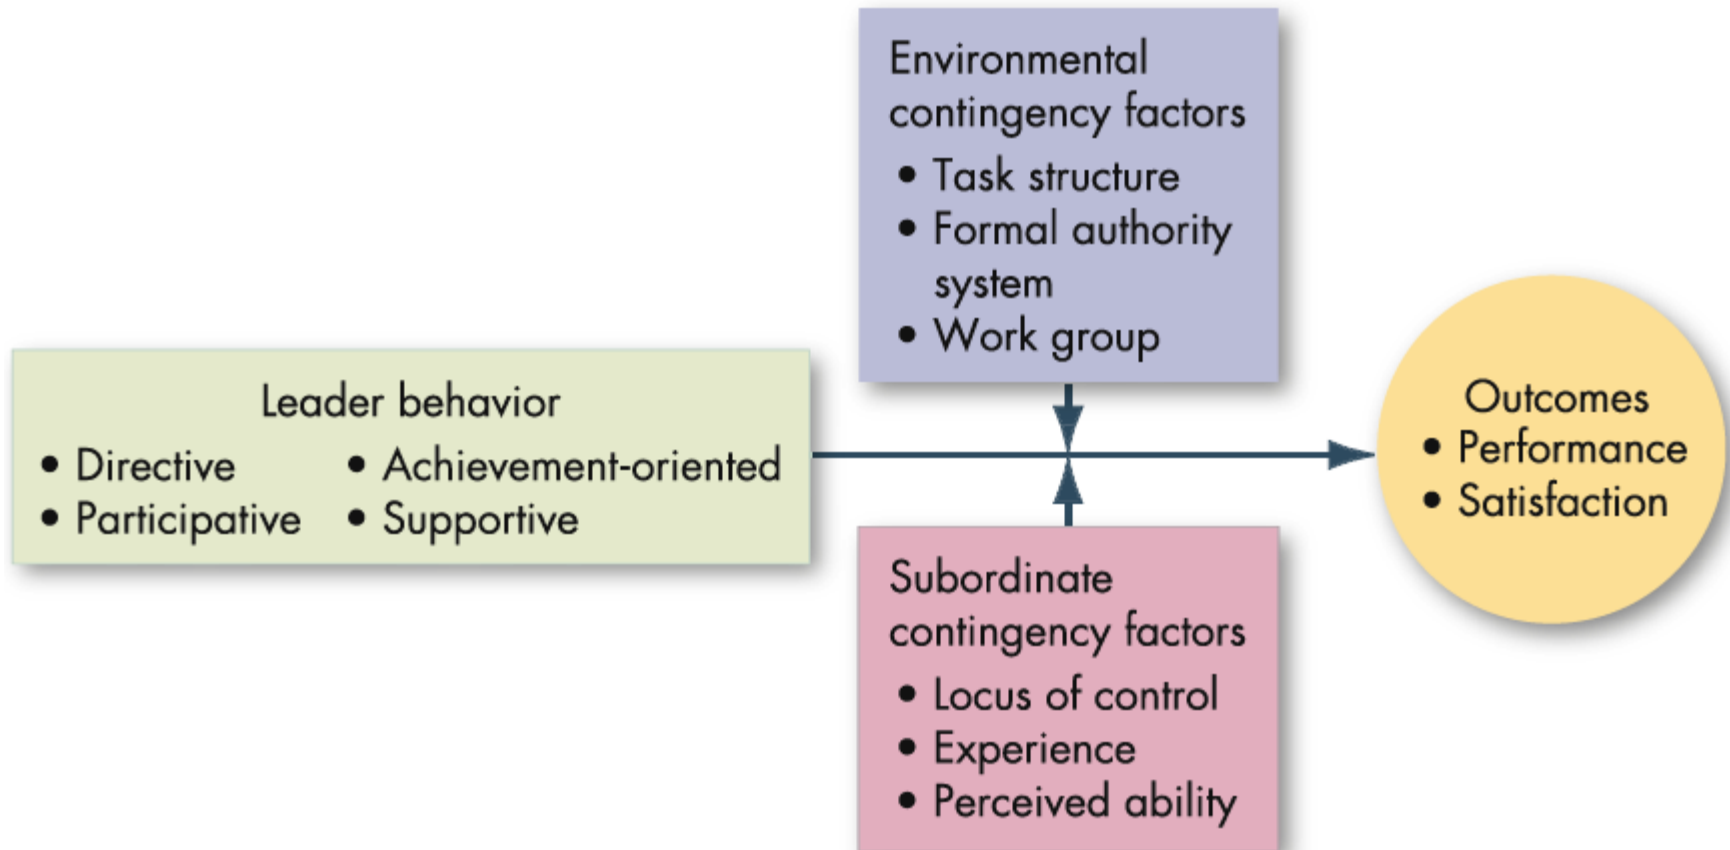 Environmental
contingency factors
• Task structure
• Formal authority
system
• Work group
Leader behavior
• Directive • Achievement-oriented
• Participative • Supportive
Outcomes
• Performance
• Satisfaction
Subordinate
contingency factors
• Locus of control
• Experience
• Perceived ability